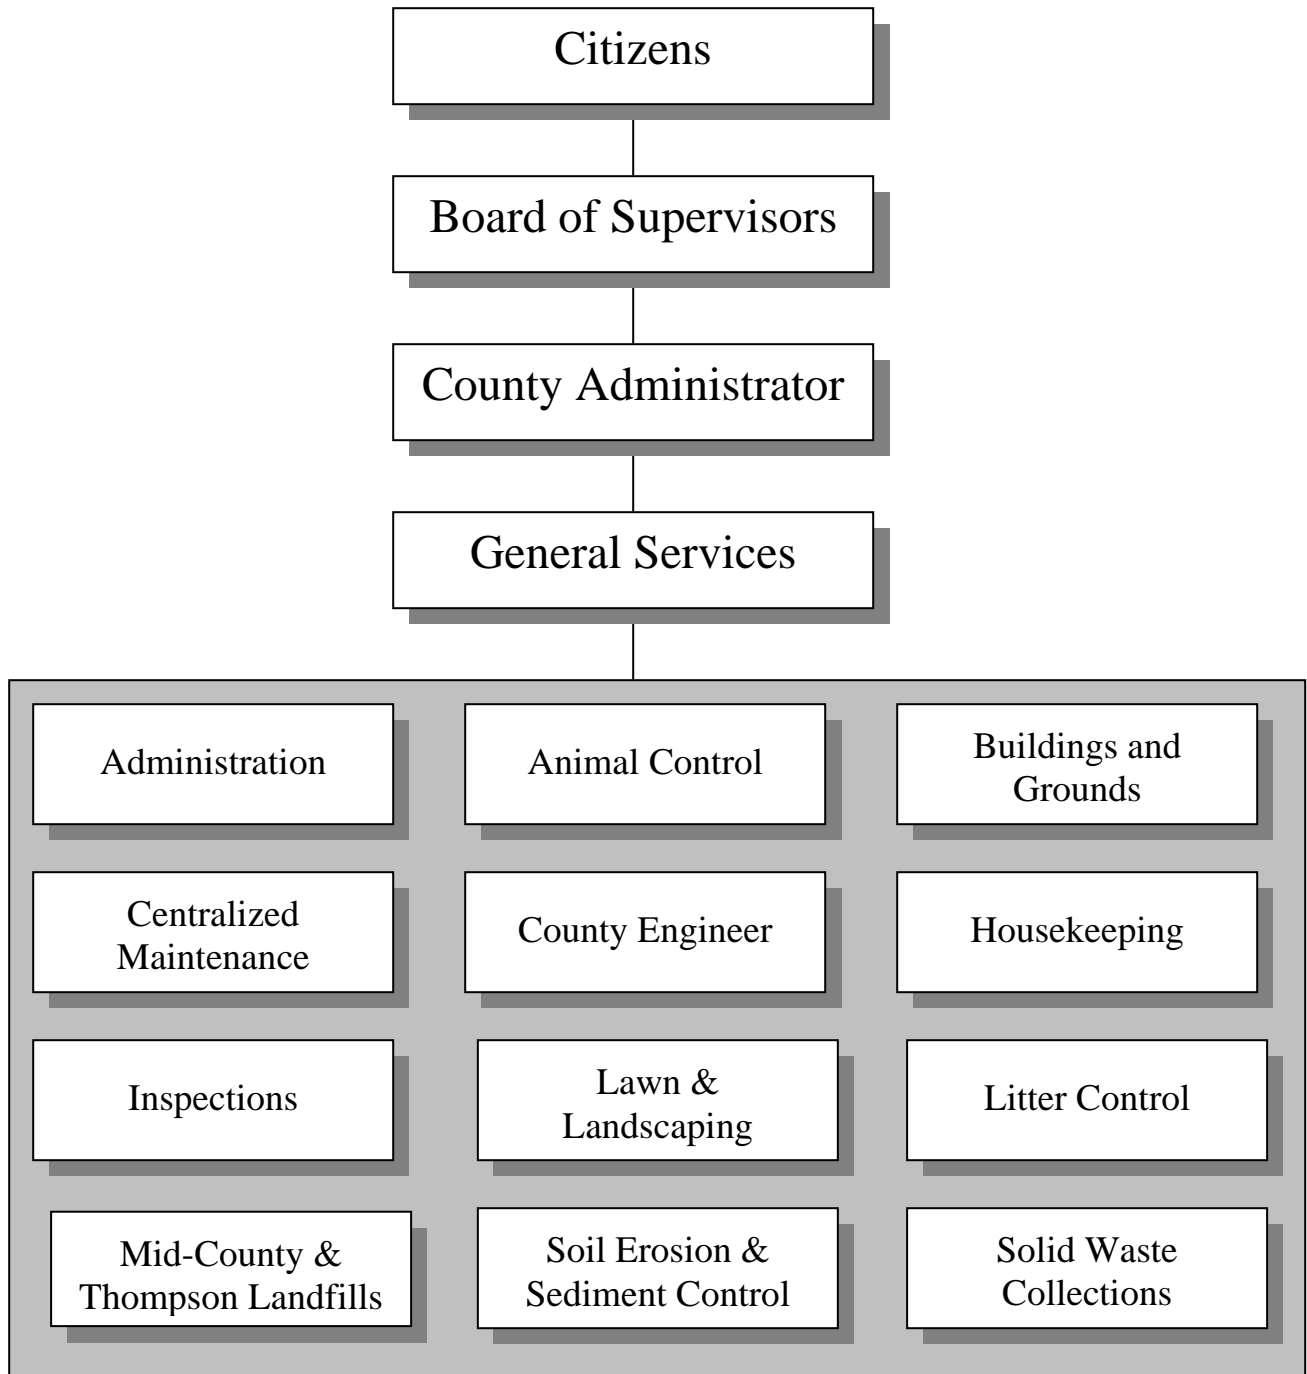 Citizens
Board of Supervisors
County Administrator
General Services
Administration
Animal Control
Buildings and
Grounds
Centralized
Maintenance
County Engineer
Housekeeping
Inspections
Lawn &
Landscaping
Litter Control
Mid-County &
Thompson Landfills
Soil Erosion &
Sediment Control
Solid Waste
Collections